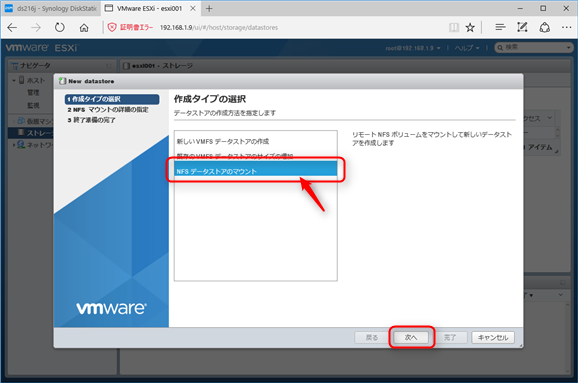 ds216j - Synology DiskStati
VMware ESXi - esxi001
証明書エラー
192.168.1.9/ui/#/host/storage/datastores
vmware ESXi
root@192.168.1.9
ヘルプ
検索
ナビゲータ
esxi001 - ストレージ
ホスト
管理
監視
仮想マシン
ストレージ
ネットワーク
アクセス
1 アイテム
New datastore
1 作成タイプの選択
2 NFS マウントの詳細の指定
3 終了準備の完了
作成タイプの選択
データストアの作成方法を指定します
新しい VMFS データストアの作成
既存の VMFS データストアのサイズの増加
NFS データストアのマウント
リモート NFS ボリュームをマウントして新しいデータスト
アを作成します
vmware
戻る
次へ
完了
キャンセル